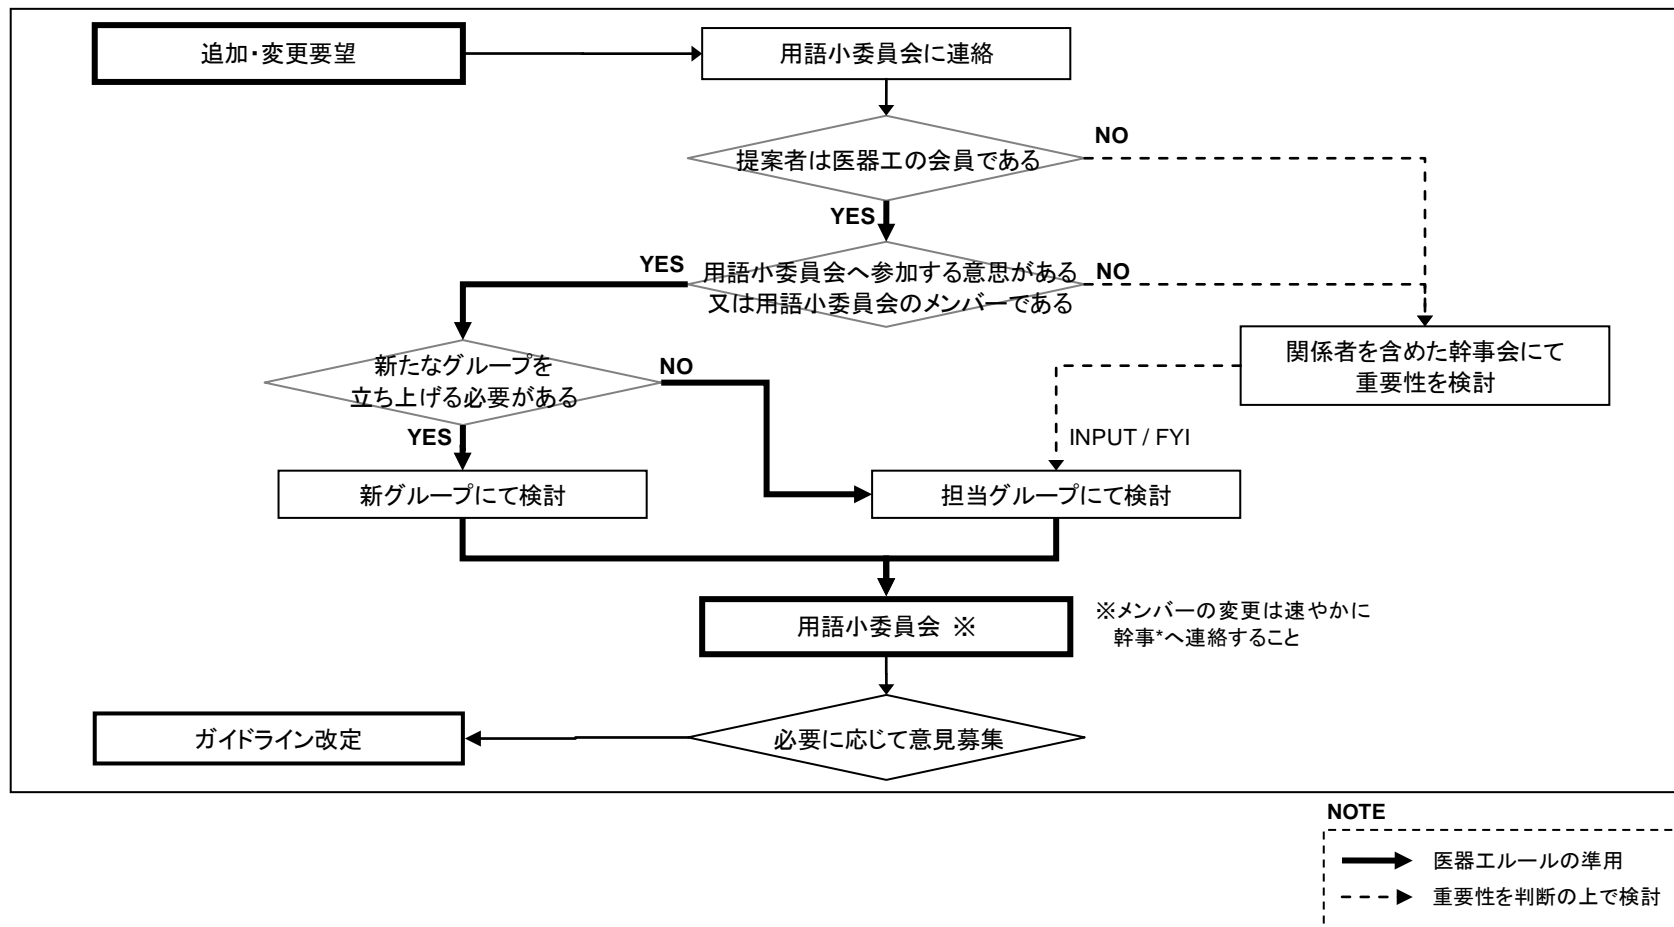 追加・変更要望
用語小委員会に連絡
提案者は医器工の会員である
NO
YES
用語小委員会へ参加する意思がある
又は用語小委員会のメンバーである
YES
NO
関係者を含めた幹事会にて
重要性を検討
新たなグループを
立ち上げる必要がある
NO
YES
INPUT / FYI
新グループにて検討
担当グループにて検討
用語小委員会 ※
※メンバーの変更は速やかに
幹事*へ連絡すること
必要に応じて意見募集
ガイドライン改定
NOTE
医器工ルールの準用
重要性を判断の上で検討